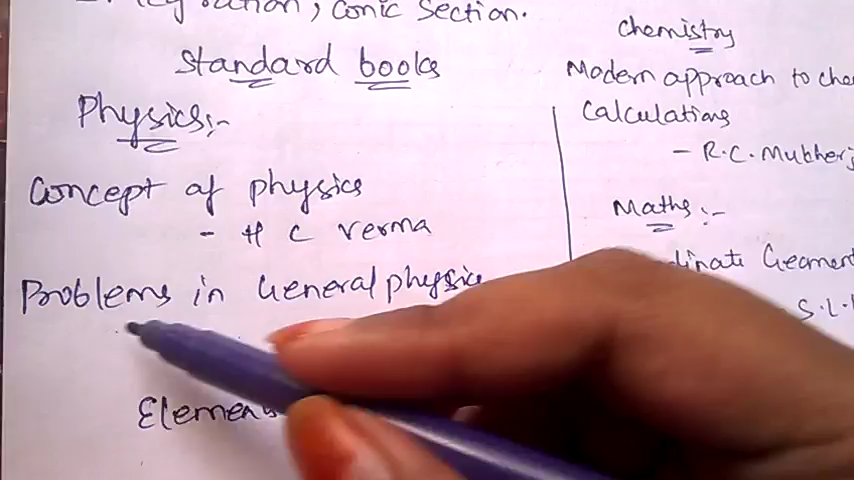 Conic Section.
Standard books
Physics:-
Concept of physics
- H C Verma
Problems in General physics
Chemistry
Modern approach to
Calculations
- R.C. Mukherj
Maths:-
S.L.